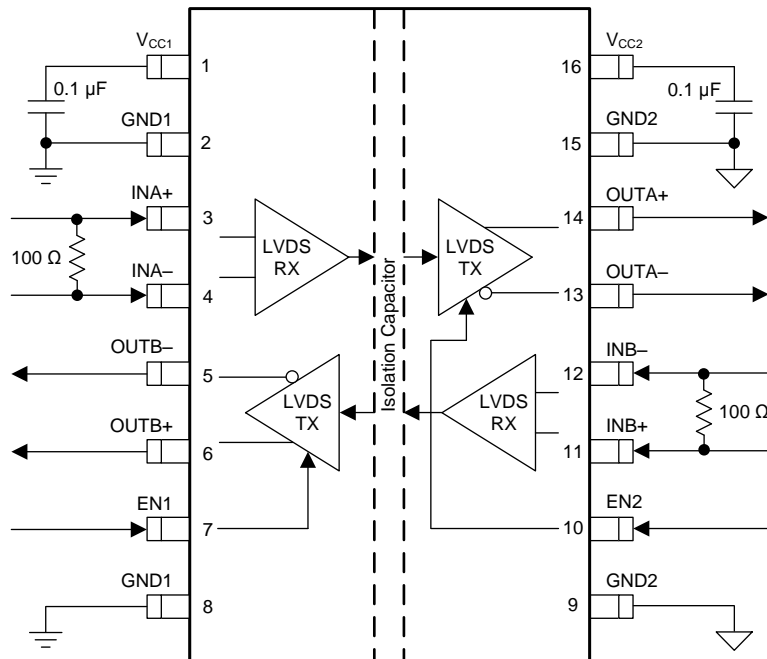 VCC1
1
0.1 µF
GND1
2
INA+
3
100 Ω
INA–
4
OUTB–
5
OUTB+
6
EN1
7
GND1
8
LVDS
RX
LVDS
TX
Isolation Capacitor
LVDS
TX
LVDS
RX
VCC2
16
0.1 µF
GND2
15
OUTA+
14
OUTA–
13
INB–
12
100 Ω
INB+
11
EN2
10
GND2
9